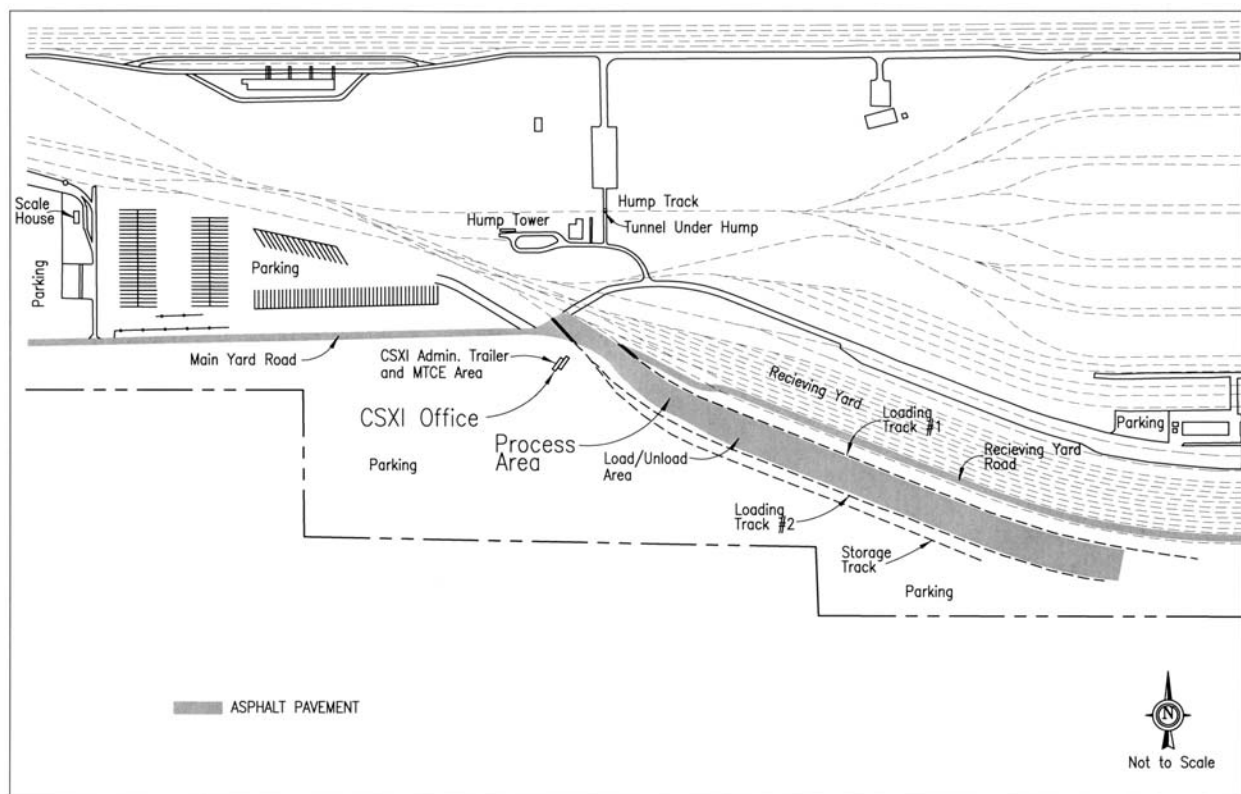 Scale
House
Parking
Parking
Hump Tower
Hump Track
Tunnel Under Hump
Main Yard Road
CSXI Admin. Trailer
and MTCE Area
CSXI Office
Process
Area
Parking
Load/Unload
Area
Recieving Yard
Loading
Track #1
Parking
Recieving Yard
Road
Loading
Track #2
Storage
Track
Parking
ASPHALT PAVEMENT
N
Not to Scale